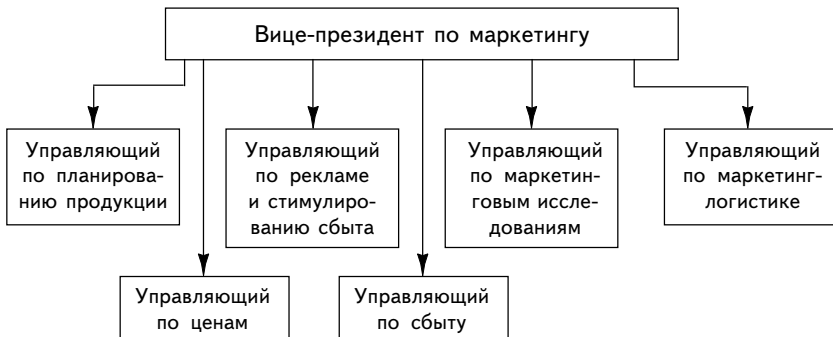 Вице-президент по маркетингу
Управляющий
по планирова-
нию продукции
Управляющий
по рекламе
и стимулиро-
ванию сбыта
Управляющий
по маркетин-
говым иссле-
дованиям
Управляющий
по маркетинг-
логистике
Управляющий
по ценам
Управляющий
по сбыту